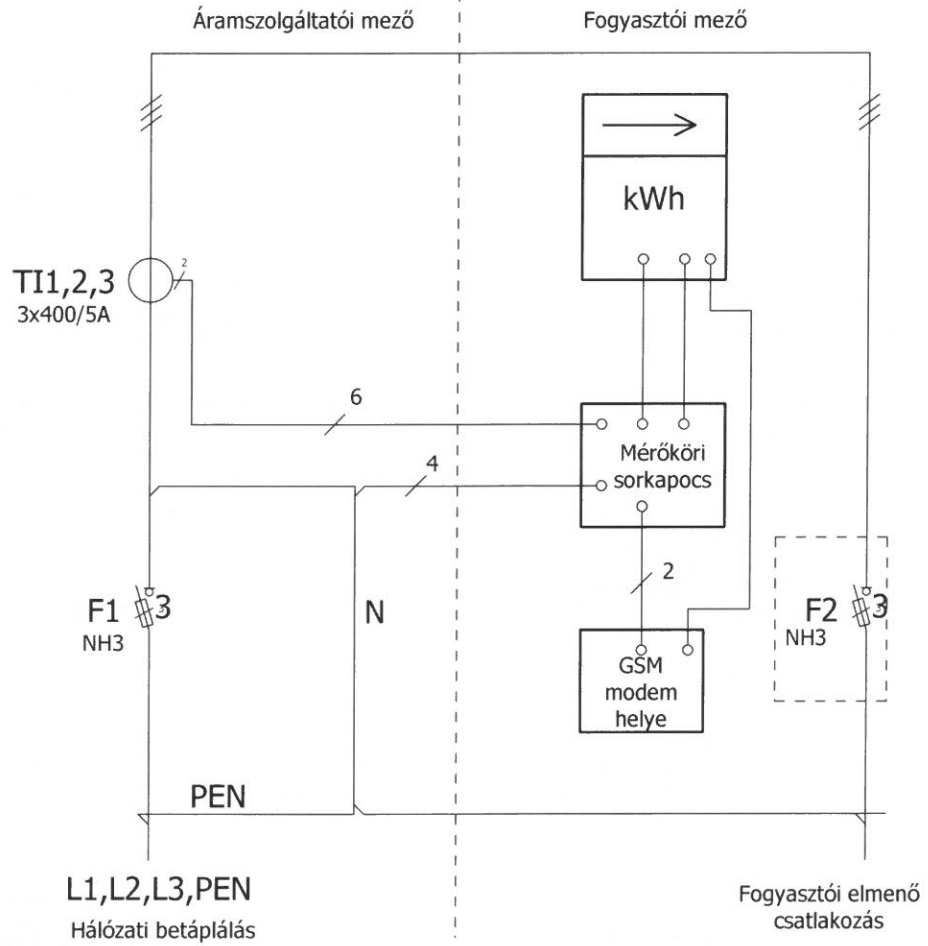 Áramszolgáltatói mező
Fogyasztói mező
kWh
2
TI1,2,3
3x400/5A
6
4
Mérőköri
sorkapocs
2
F1
3
NH3
N
F2
3
NH3
GSM
modem
helye
PEN
L1,L2,L3,PEN
Hálózati betáplálás
Fogyasztói elmenő
csatlakozás